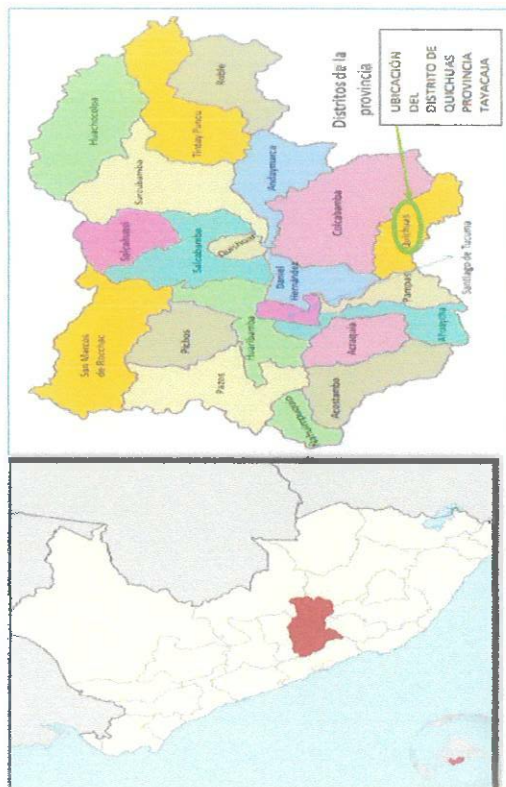 Huachocolpa
Roble
Tintay Puncu
Surcubamba
Andaymarca
Salcahuasi
Salcabamba
Quishuar
Colcabamba
Daniel
Hernández
San Marcos
de Rocchac
Pichos
Huaribamba
Pazos
Acraquia
Acostambo
Ahuaycha
Pampas
Quichuas
Santiago de Tucuma
Distritos de la
provincia
UBICACIÓN
DEL
DISTRITO DE
QUICHUAS
PROVINCIA
TAYACAJA